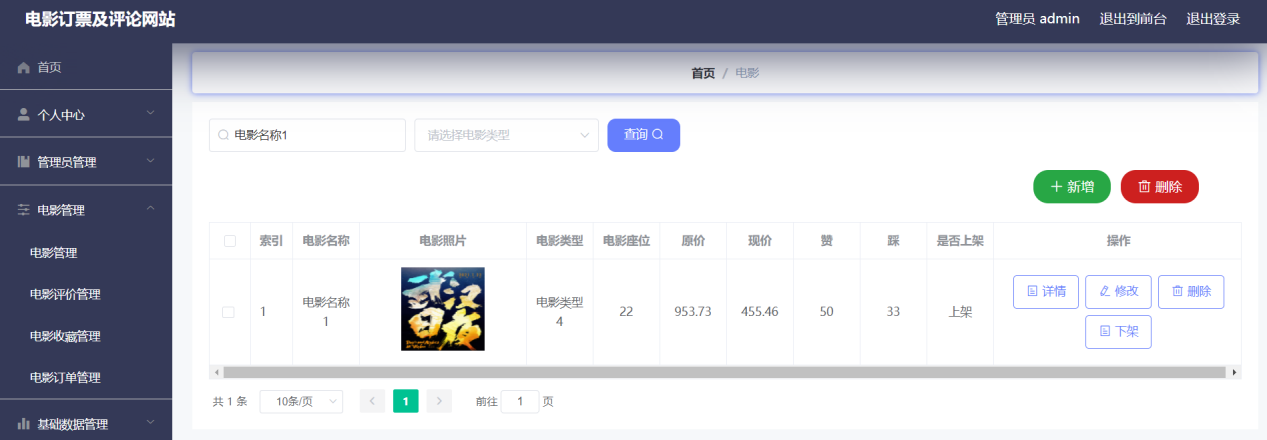 电影订票及评论网站
管理员 admin 退出到前台 退出登录
首页
个人中心
管理员管理
电影管理
电影管理
电影评价管理
电影收藏管理
电影订单管理
基础数据管理
首页 / 电影
电影名称1 请选择电影类型 查询
新增 删除
索引 电影名称 电影照片 电影类型 电影座位 原价 现价 赞 踩 是否上架 操作
1 电影名称1 武汉日夜 电影类型4 22 953.73 455.46 50 33 上架 详情 修改 删除
下架
共 1 条 10条/页 1 前往 1 页